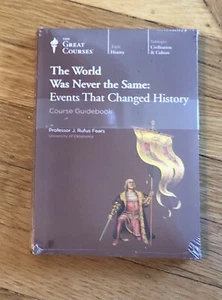 THE
GREAT
COURSES
Topic
History
Subtopic
Civilization
& Culture
The World
Was Never the Same:
Events That Changed History
Course Guidebook
Professor J. Rufus Fears
University of Oklahoma